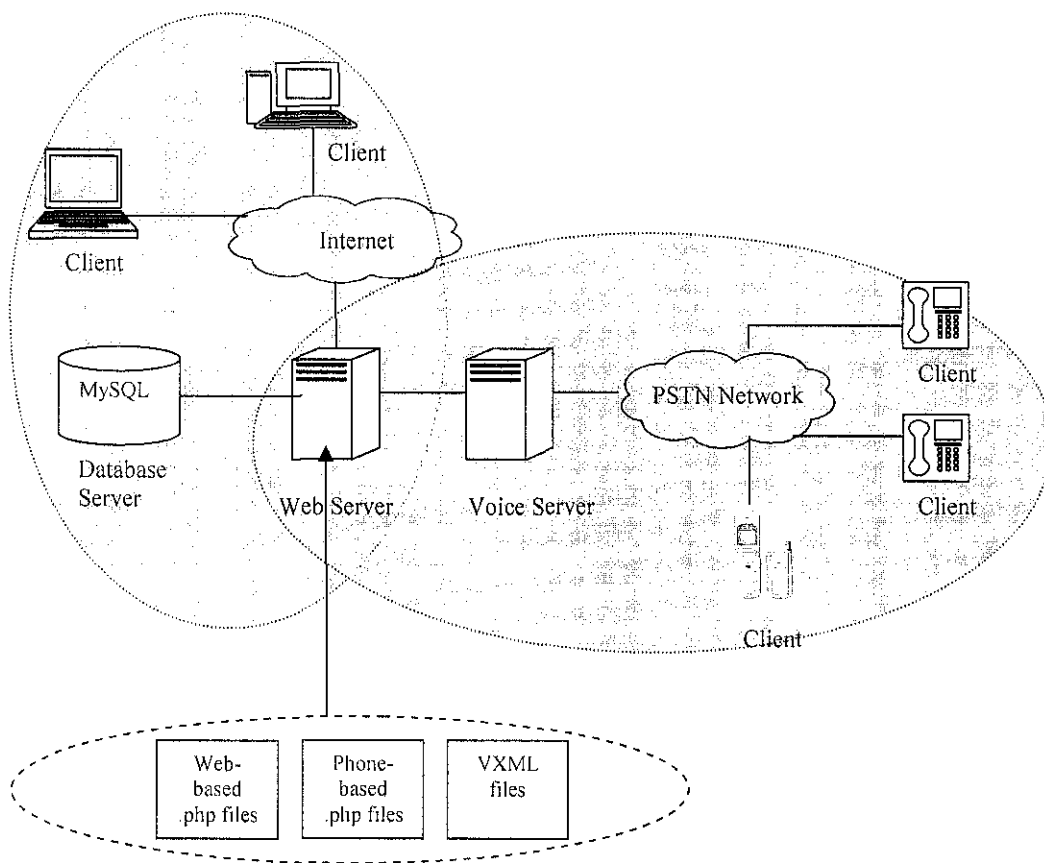 Client
Client
Internet
MySQL
Database
Server
Web Server
Voice Server
PSTN Network
Client
Client
Client
Web-
based
.php files
Phone-
based
.php files
VXML
files